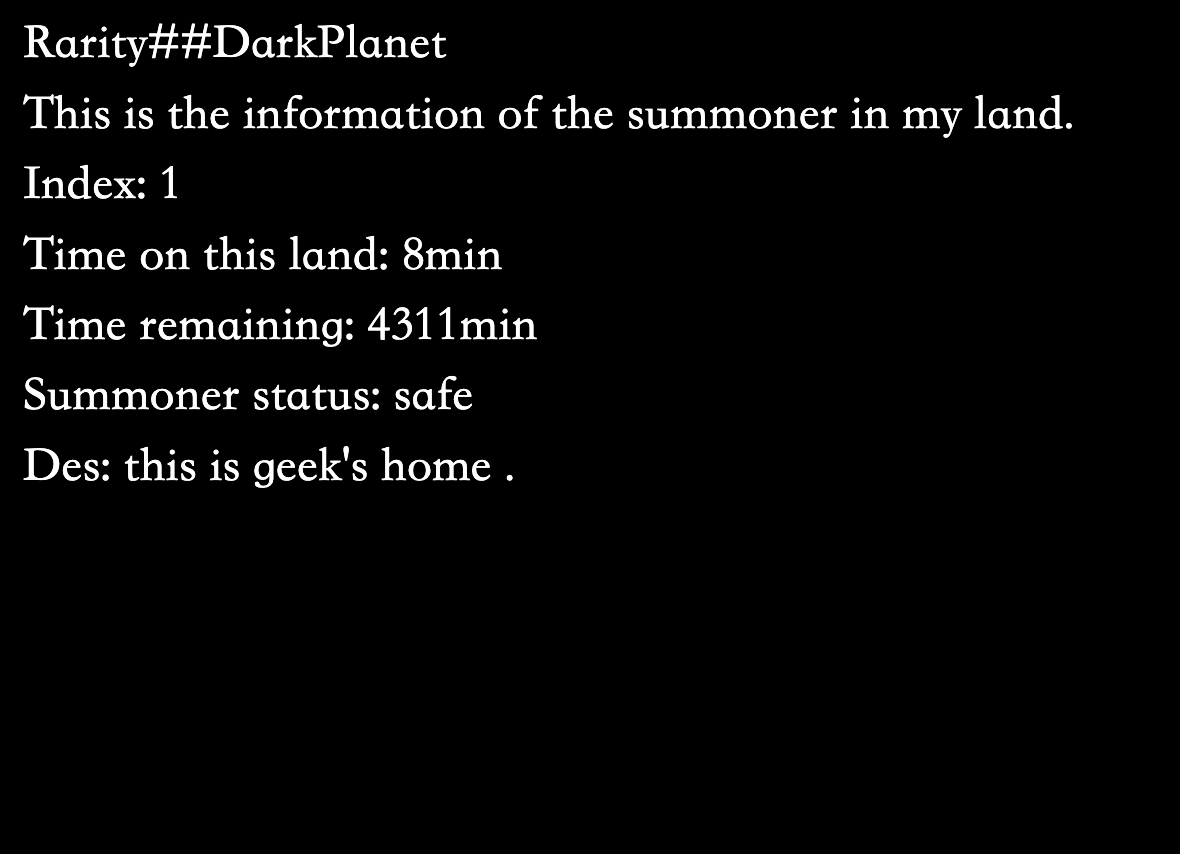 Rarity##DarkPlanet
This is the information of the summoner in my land.
Index: 1
Time on this land: 8min
Time remaining: 4311min
Summoner status: safe
Des: this is geek's home .